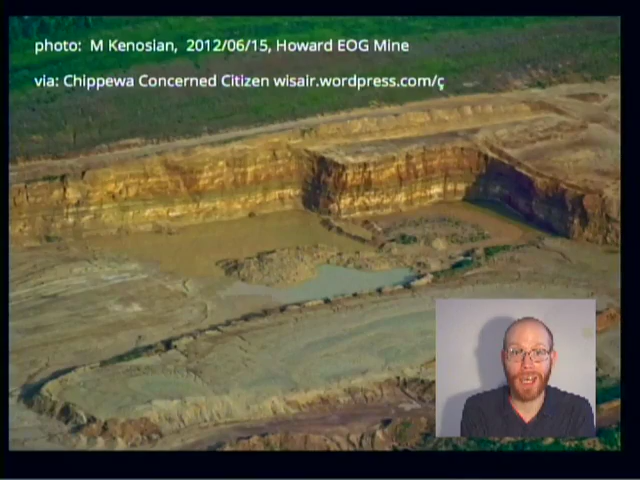 photo: M Kenosian, 2012/06/15, Howard EOG Mine
via: Chippewa Concerned Citizen wisair.wordpress.com/ç